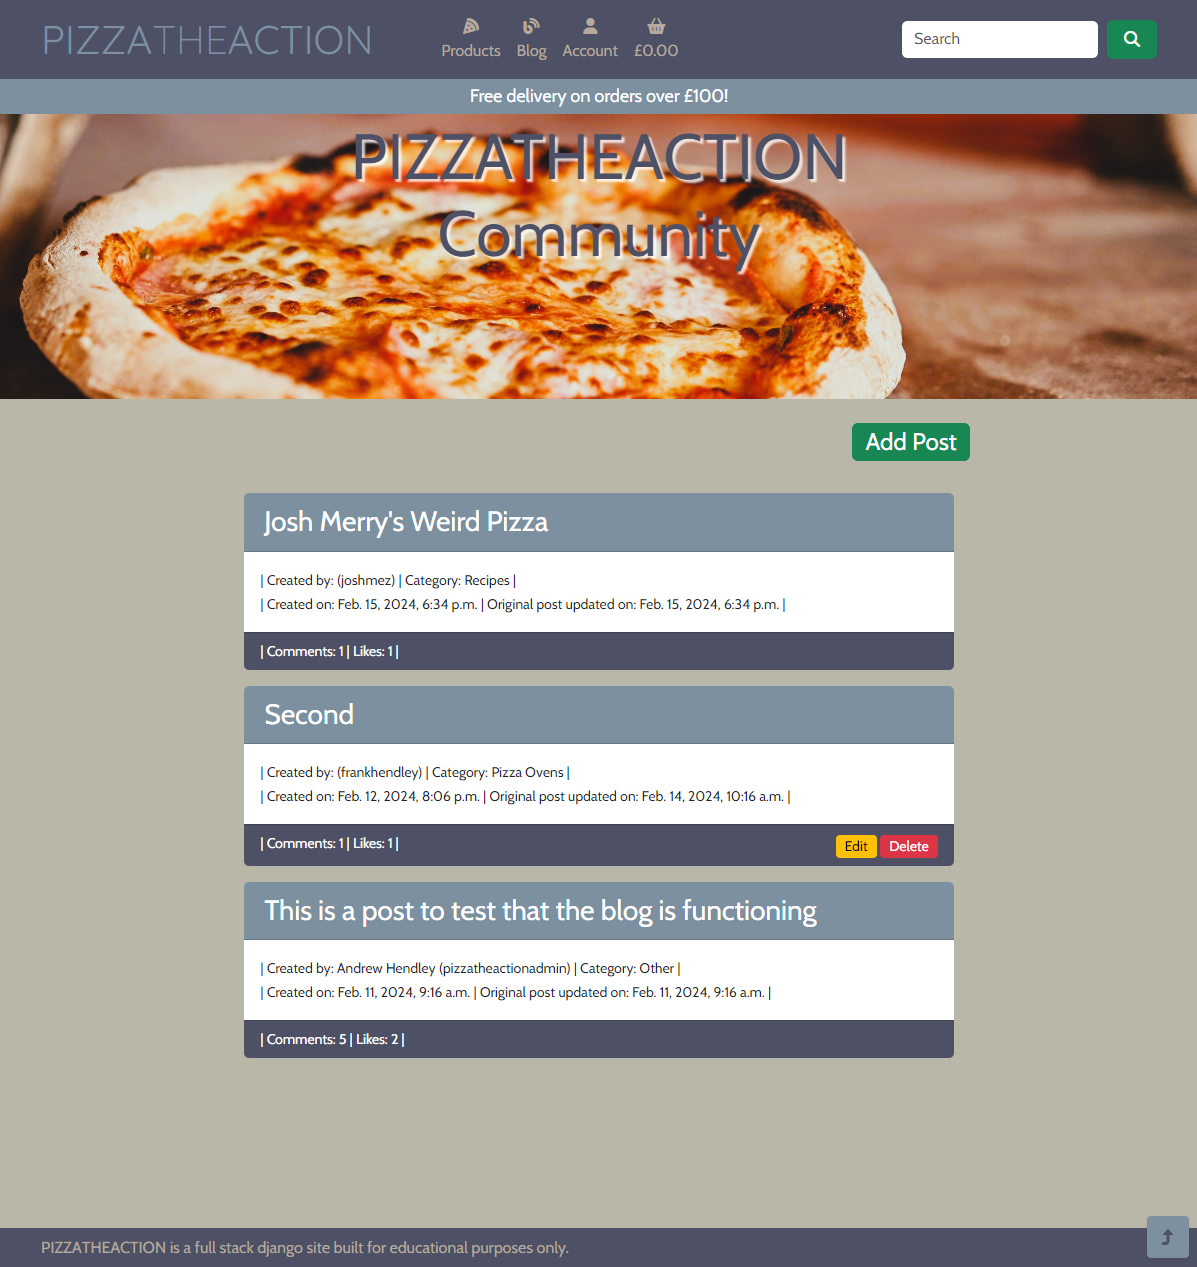 PIZZATHEACTION
Products Blog Account £0.00
Search
Free delivery on orders over £100!
PIZZATHEACTION
Community
Add Post
Josh Merry's Weird Pizza
| Created by: (joshmez) | Category: Recipes |
| Created on: Feb. 15, 2024, 6:34 p.m. | Original post updated on: Feb. 15, 2024, 6:34 p.m. |
| Comments: 1 | Likes: 1 |
Second
| Created by: (frankhendley) | Category: Pizza Ovens |
| Created on: Feb. 12, 2024, 8:06 p.m. | Original post updated on: Feb. 14, 2024, 10:16 a.m. |
| Comments: 1 | Likes: 1 |
Edit Delete
This is a post to test that the blog is functioning
| Created by: Andrew Hendley (pizzatheactionadmin) | Category: Other |
| Created on: Feb. 11, 2024, 9:16 a.m. | Original post updated on: Feb. 11, 2024, 9:16 a.m. |
| Comments: 5 | Likes: 2 |
PIZZATHEACTION is a full stack django site built for educational purposes only.